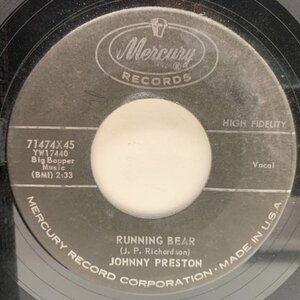 Mercury
RECORDS
71474X45
YW17440
Big Bopper
Music
(BMI) 2:33
HIGH FIDELITY
Vocal
RUNNING BEAR
(J. P. Richardson)
JOHNNY PRESTON
MERCURY RECORD CORPORATION • MADE IN U.S.A.